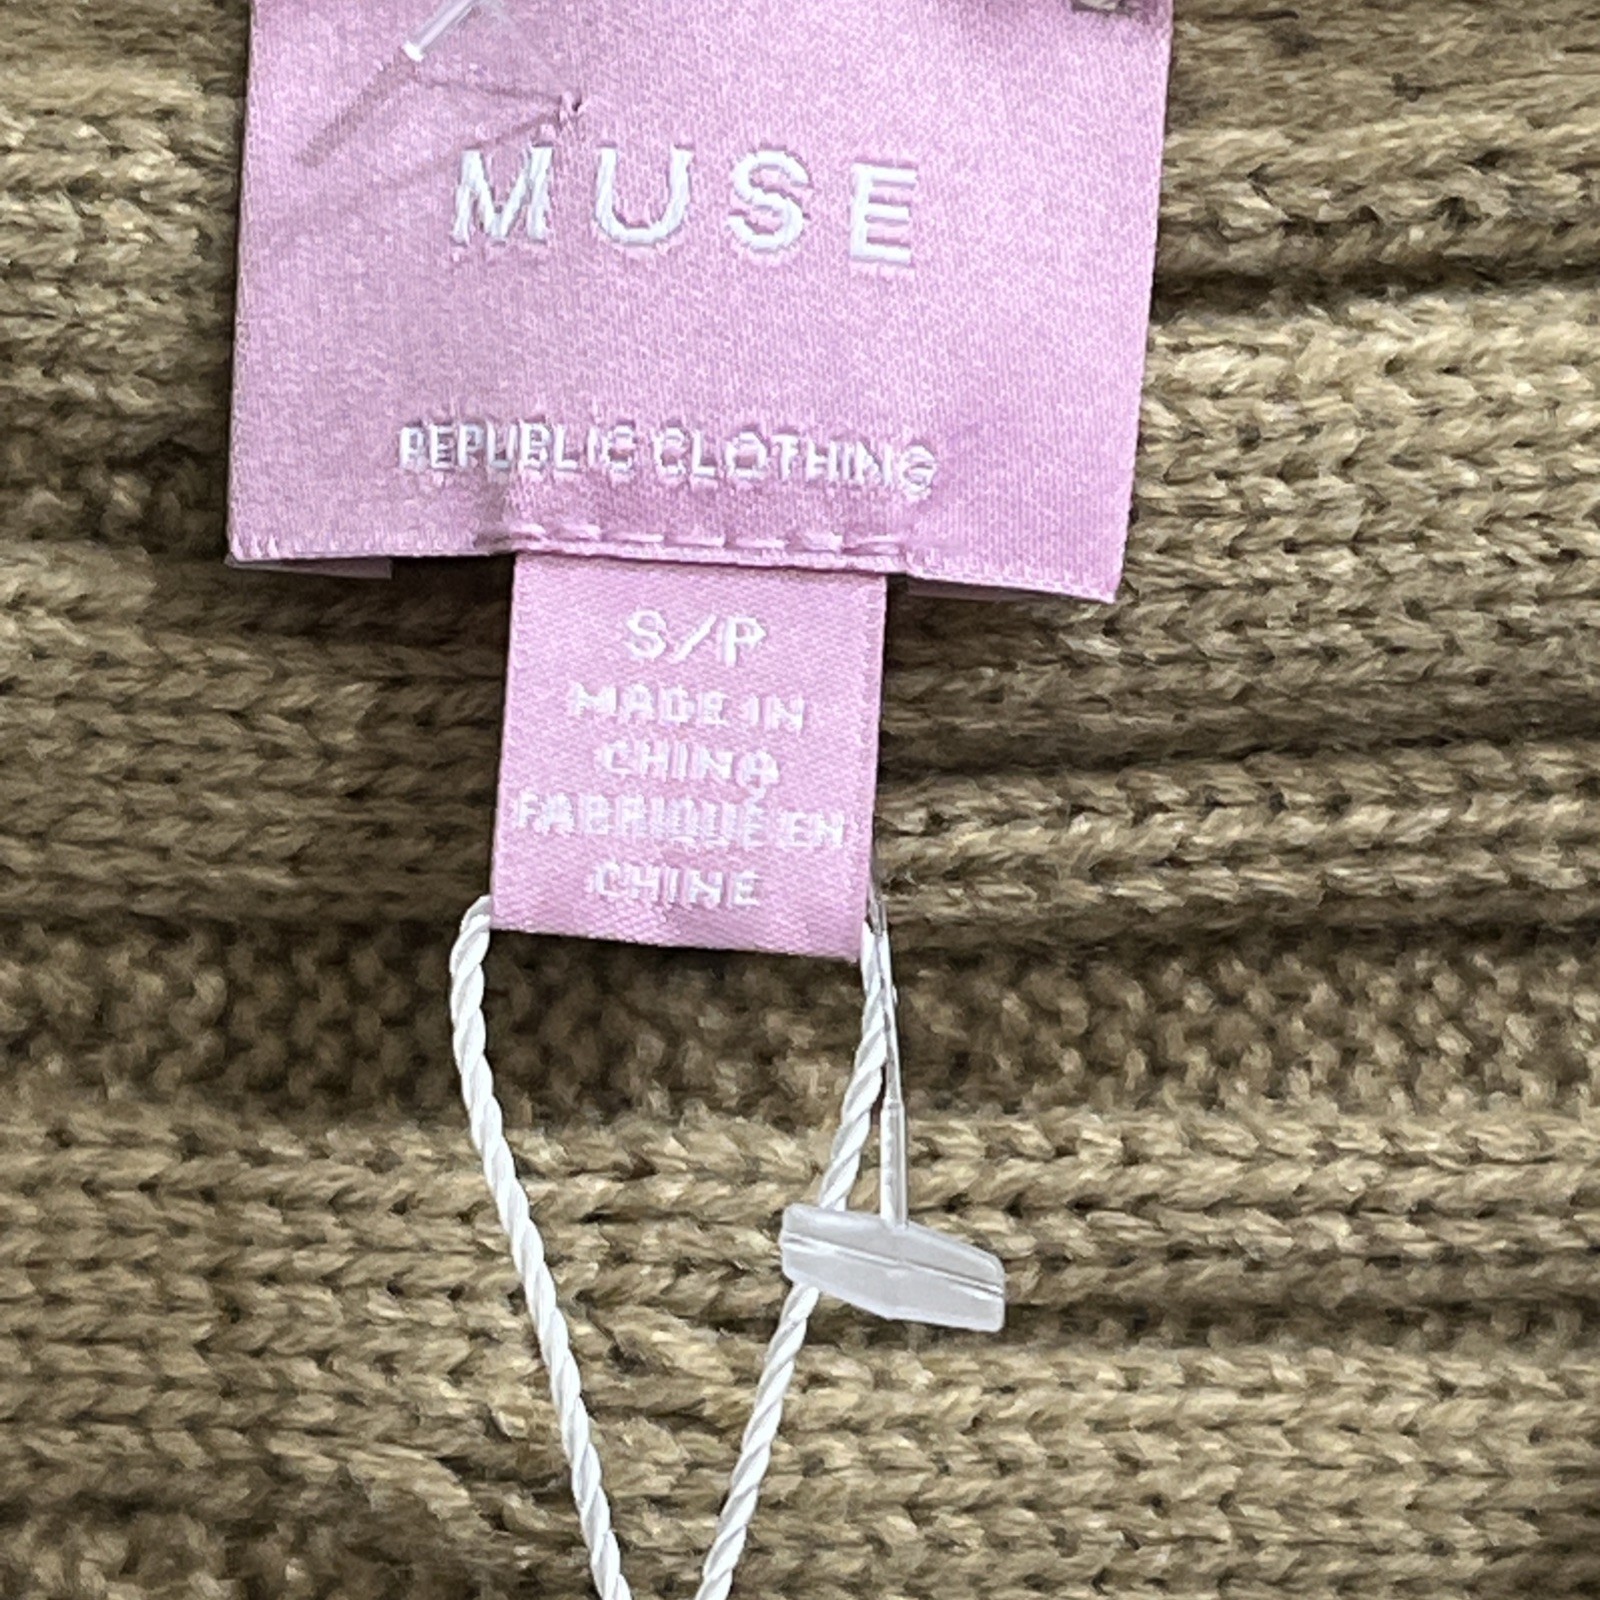 MUSE
REPUBLIC CLOTHING
S/P
MADE IN
CHINA
FABRIQUÉ EN
CHINE